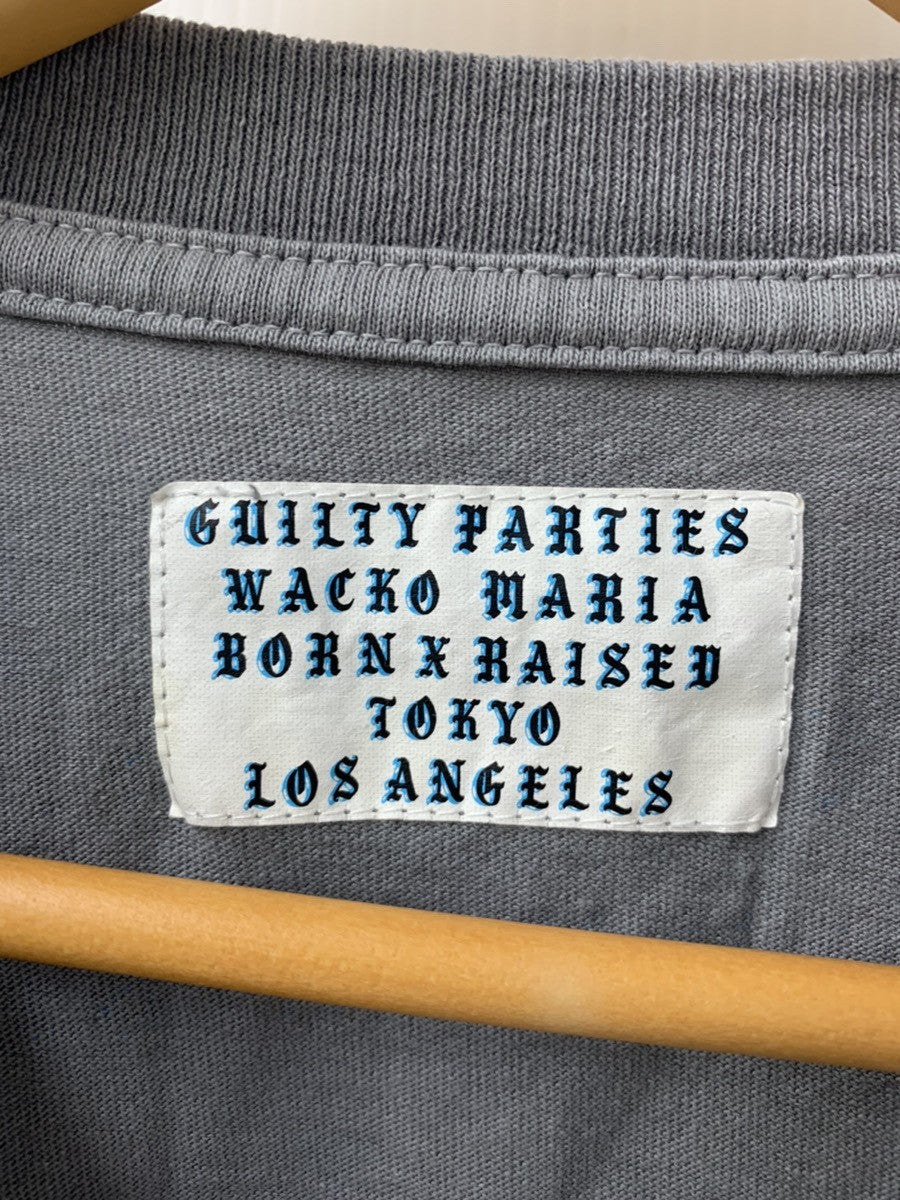 GUILTY PARTIES
WACKO MARIA
BORN X RAISED
TOKYO
LOS ANGELES